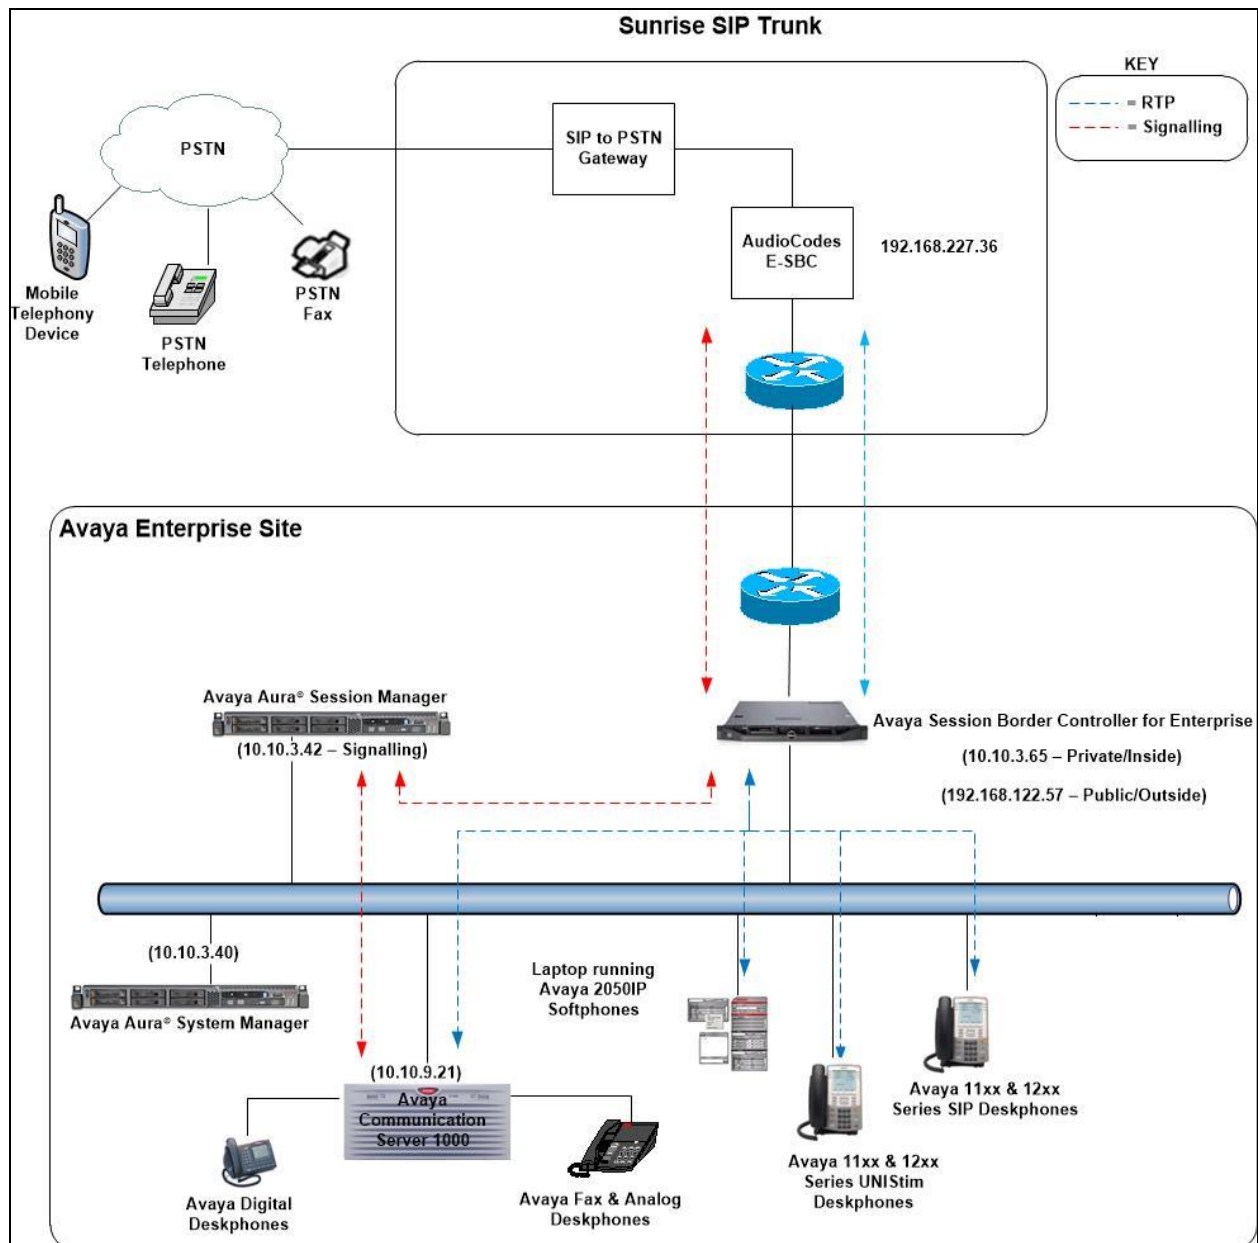 Sunrise SIP Trunk
KEY
= RTP
= Signalling
PSTN
SIP to PSTN
Gateway
AudioCodes
E-SBC
192.168.227.36
Mobile
Telephony
Device
PSTN
Telephone
PSTN
Fax
Avaya Enterprise Site
Avaya Aura® Session Manager
(10.10.3.42 – Signalling)
Avaya Session Border Controller for Enterprise
(10.10.3.65 – Private/Inside)
(192.168.122.57 – Public/Outside)
(10.10.3.40)
Avaya Aura® System Manager
Laptop running
Avaya 2050IP
Softphones
(10.10.9.21)
Avaya
Communication
Server 1000
Avaya Digital
Deskphones
Avaya Fax & Analog
Deskphones
Avaya 11xx & 12xx
Series UNIStim
Deskphones
Avaya 11xx & 12xx
Series SIP Deskphones